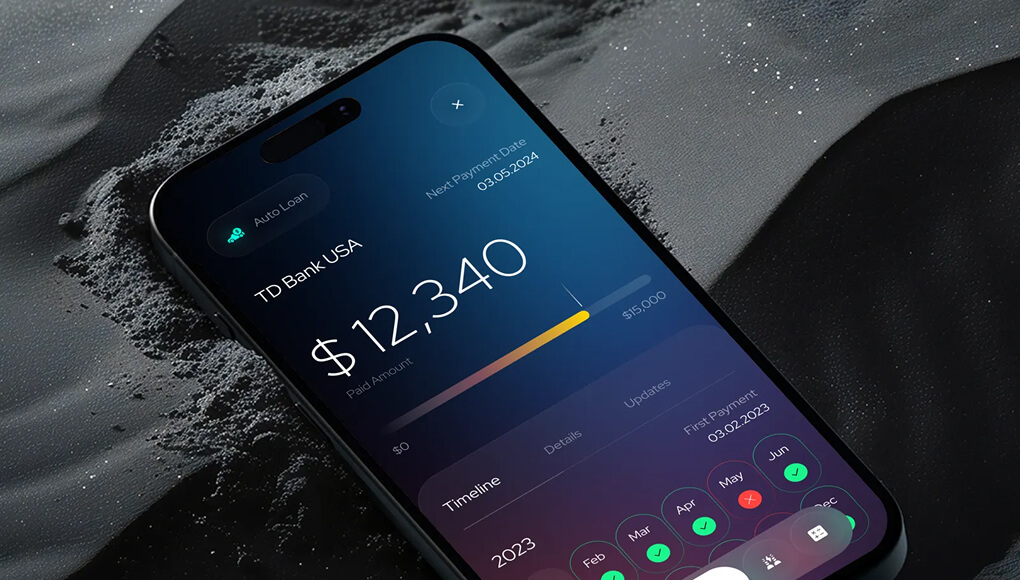 Auto Loan
Next Payment Date
03.05.2024
TD Bank USA
$ 12,340
Paid Amount
$0
$15,000
Timeline
Details
Updates
First Payment
03.02.2023
2023
Feb
Mar
Apr
May
Jun